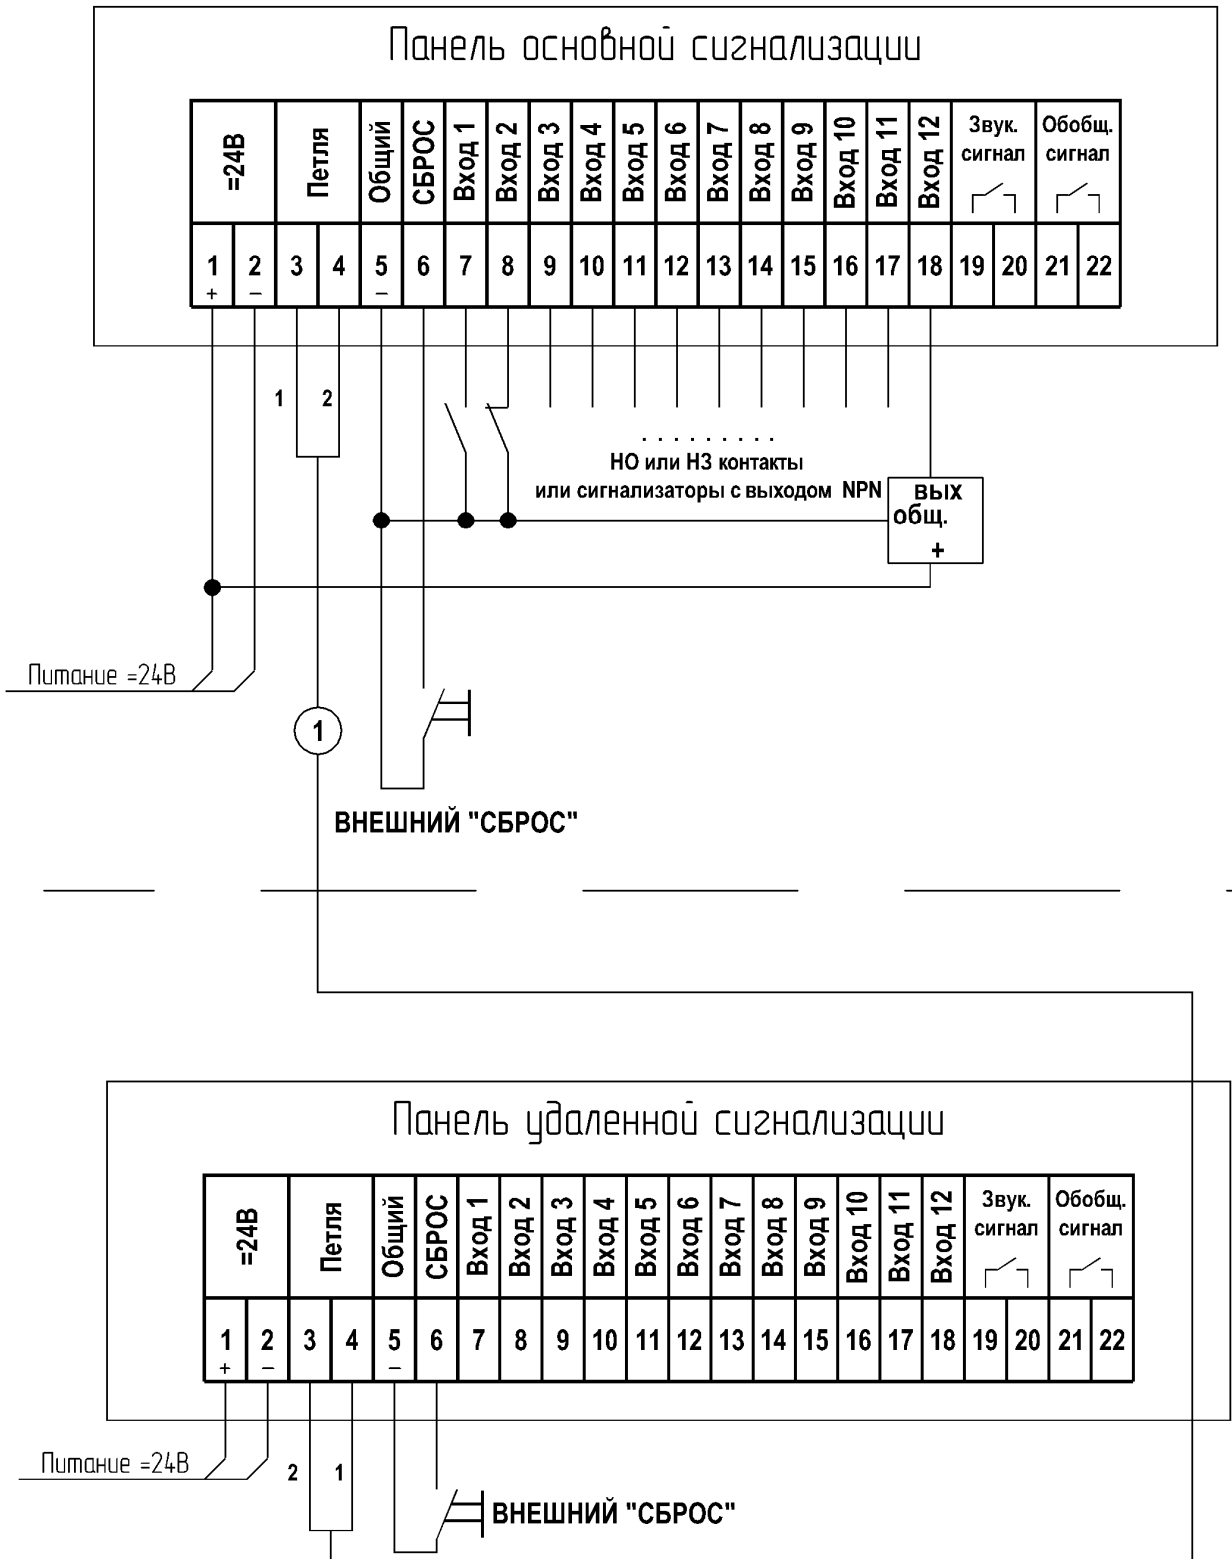 Панель основной сигнализации
=24В Петля Общий СБРОС Вход 1 Вход 2 Вход 3 Вход 4 Вход 5 Вход 6 Вход 7 Вход 8 Вход 9 Вход 10 Вход 11 Вход 12 Звук. сигнал Обобщ. сигнал
1 2 3 4 5 6 7 8 9 10 11 12 13 14 15 16 17 18 19 20 21 22
+ – –
1 2
. . . . . . . . .
НО или НЗ контакты
или сигнализаторы с выходом NPN
ВЫХ
общ.
+
Питание =24В
1
ВНЕШНИЙ "СБРОС"
Панель удаленной сигнализации
=24В Петля Общий СБРОС Вход 1 Вход 2 Вход 3 Вход 4 Вход 5 Вход 6 Вход 7 Вход 8 Вход 9 Вход 10 Вход 11 Вход 12 Звук. сигнал Обобщ. сигнал
1 2 3 4 5 6 7 8 9 10 11 12 13 14 15 16 17 18 19 20 21 22
+ – –
Питание =24В
2 1
ВНЕШНИЙ "СБРОС"